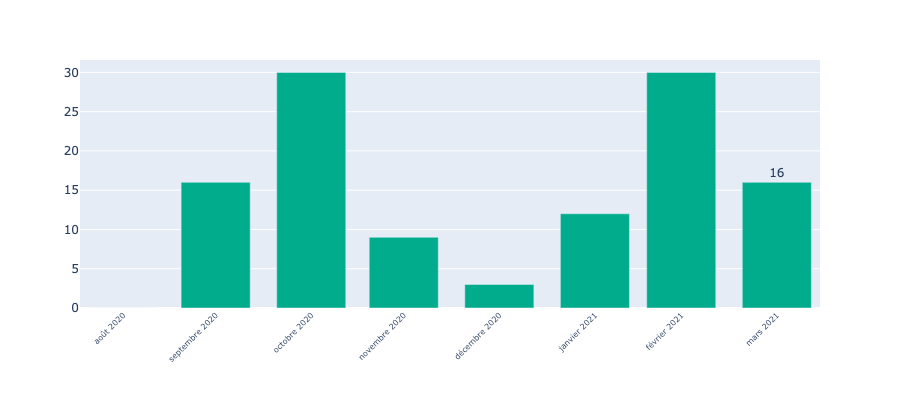 30
25
20
15
10
5
0
16
août 2020
septembre 2020
octobre 2020
novembre 2020
décembre 2020
janvier 2021
février 2021
mars 2021